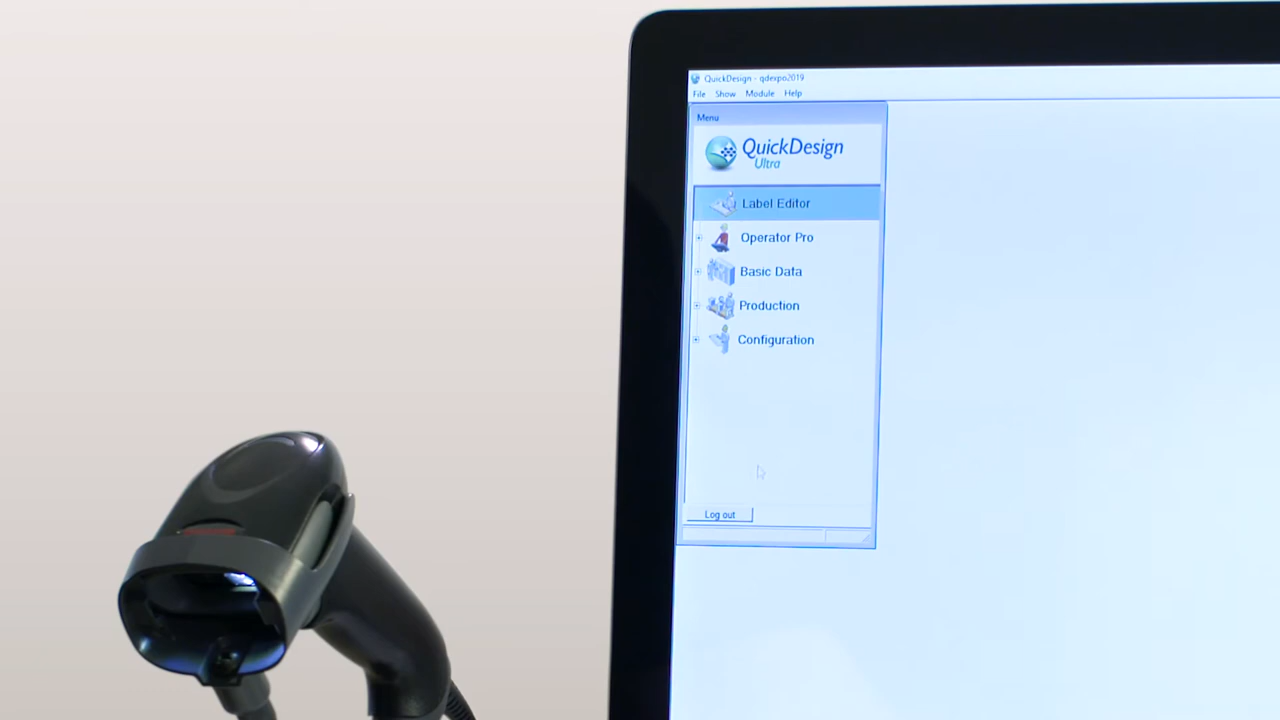 QuickDesign - qdexpo2019
File Show Module Help
Menu
QuickDesign
Ultra
Label Editor
Operator Pro
Basic Data
Production
Configuration
Log out